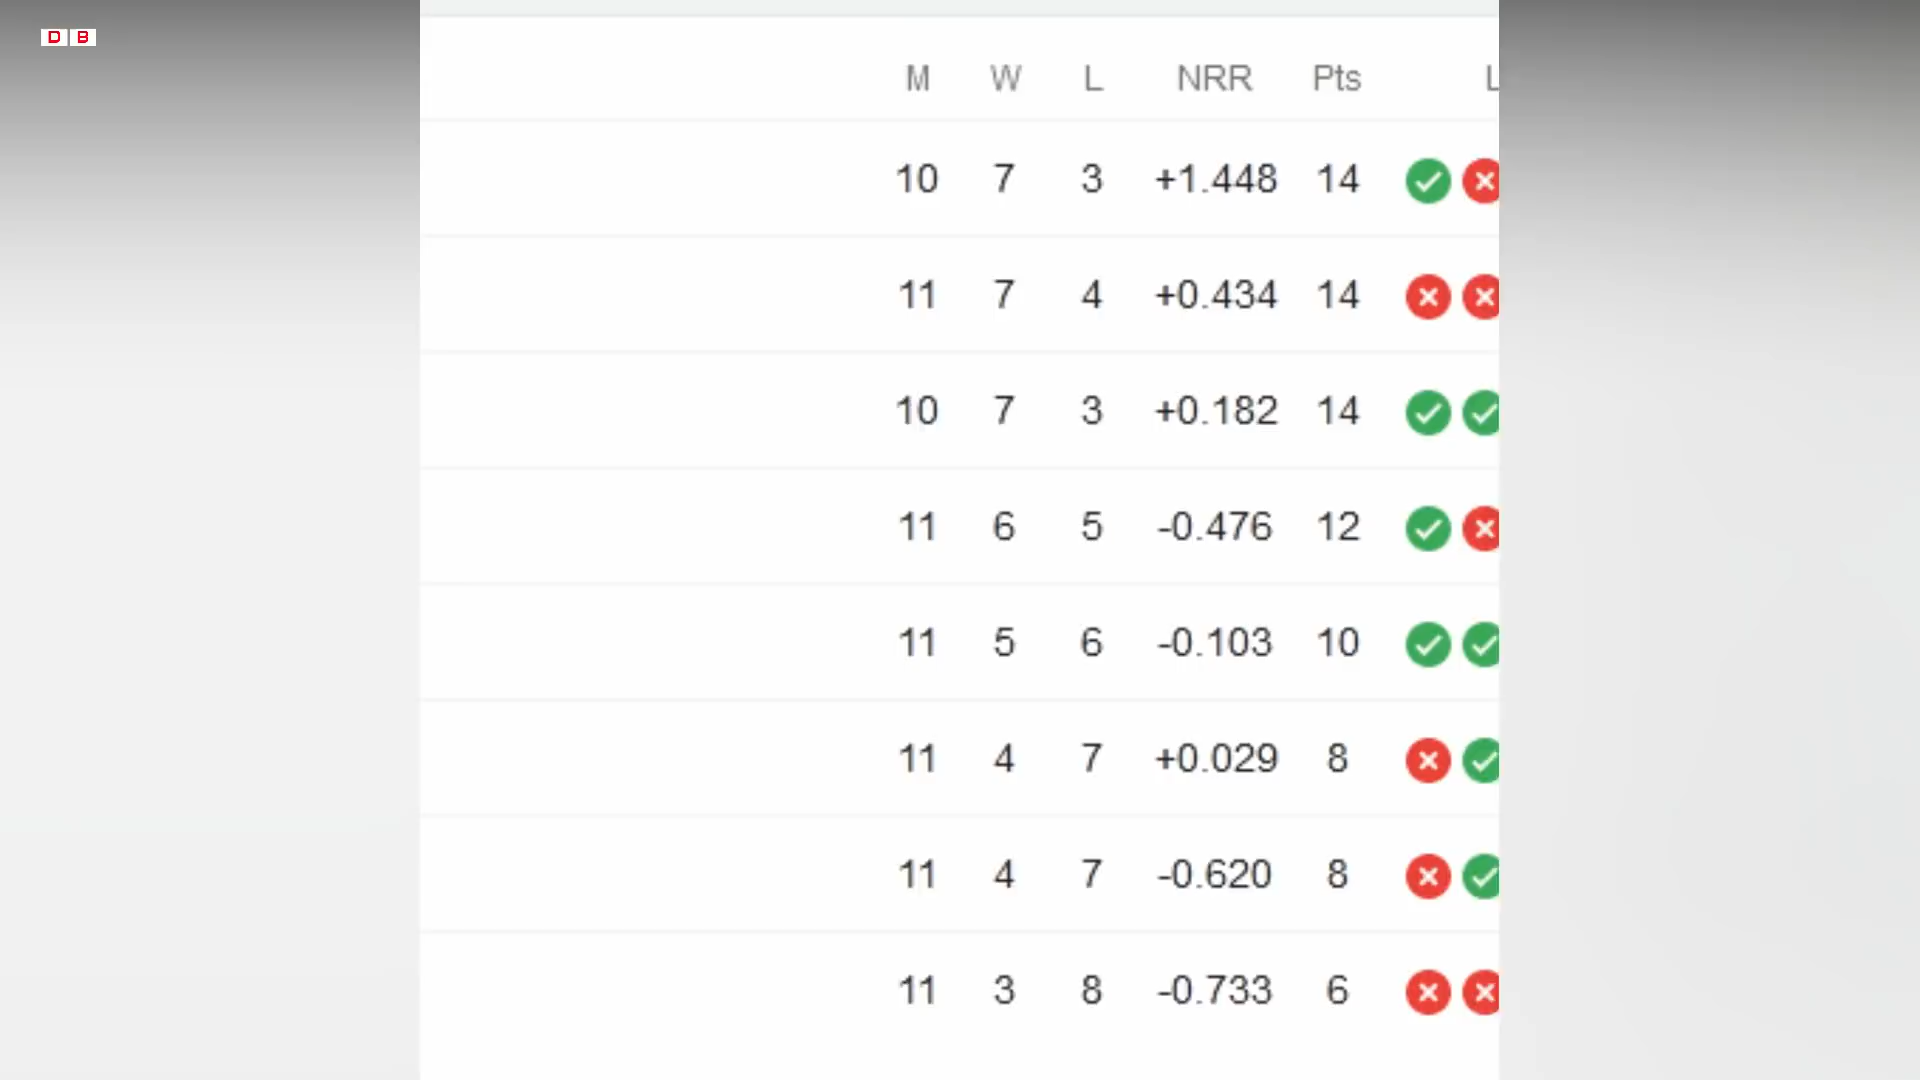 D B
M W L NRR Pts L
10 7 3 +1.448 14
11 7 4 +0.434 14
10 7 3 +0.182 14
11 6 5 -0.476 12
11 5 6 -0.103 10
11 4 7 +0.029 8
11 4 7 -0.620 8
11 3 8 -0.733 6